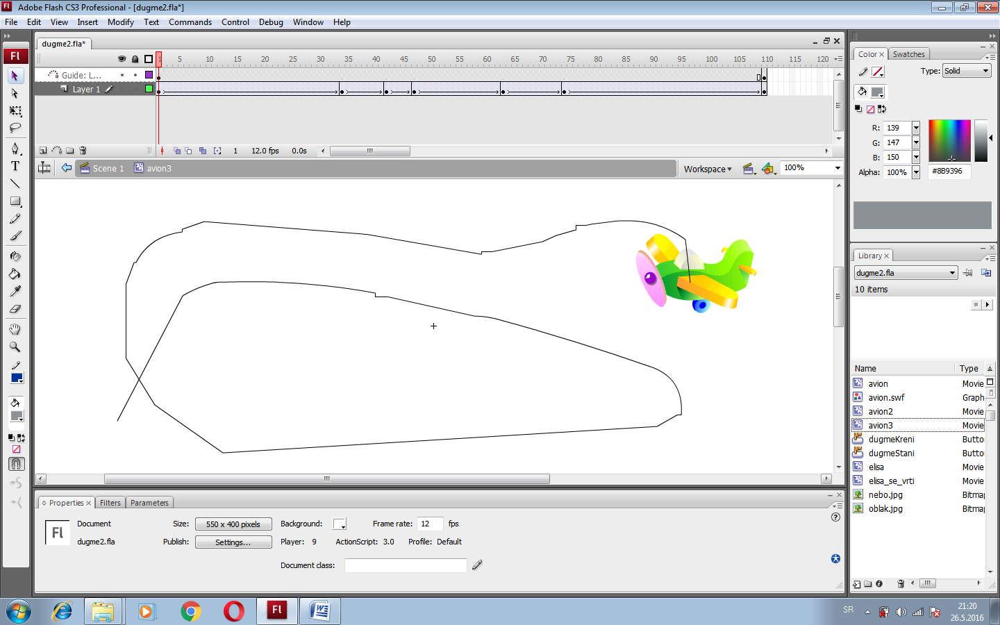 Adobe Flash CS3 Professional - [dugme2.fla*]
File Edit View Insert Modify Text Commands Control Debug Window Help
dugme2.fla*
1 5 10 15 20 25 30 35 40 45 50 55 60 65 70 75 80 85 90 95 100 105 110 115 120
Guide: L...
Layer 1
1 12.0 fps 0.0s
Scene 1 avion3
Workspace 100%
Fl
T
Color Swatches
Type: Solid
R: 139
G: 147
B: 150
Alpha: 100% #8B9396
Library
dugme2.fla
10 items
Name Type
avion Movie
avion.swf Graph
avion2 Movie
avion3 Movie
dugmeKreni Butto
dugmeStani Butto
elisa Movie
elisa_se_vrti Movie
nebo.jpg Bitmap
oblak.jpg Bitmap
Properties Filters Parameters
Fl
Document
dugme2.fla
Size: 550 x 400 pixels Background: Frame rate: 12 fps
Publish: Settings... Player: 9 ActionScript: 3.0 Profile: Default
Document class:
Fl
W
SR
21:20
26.5.2016